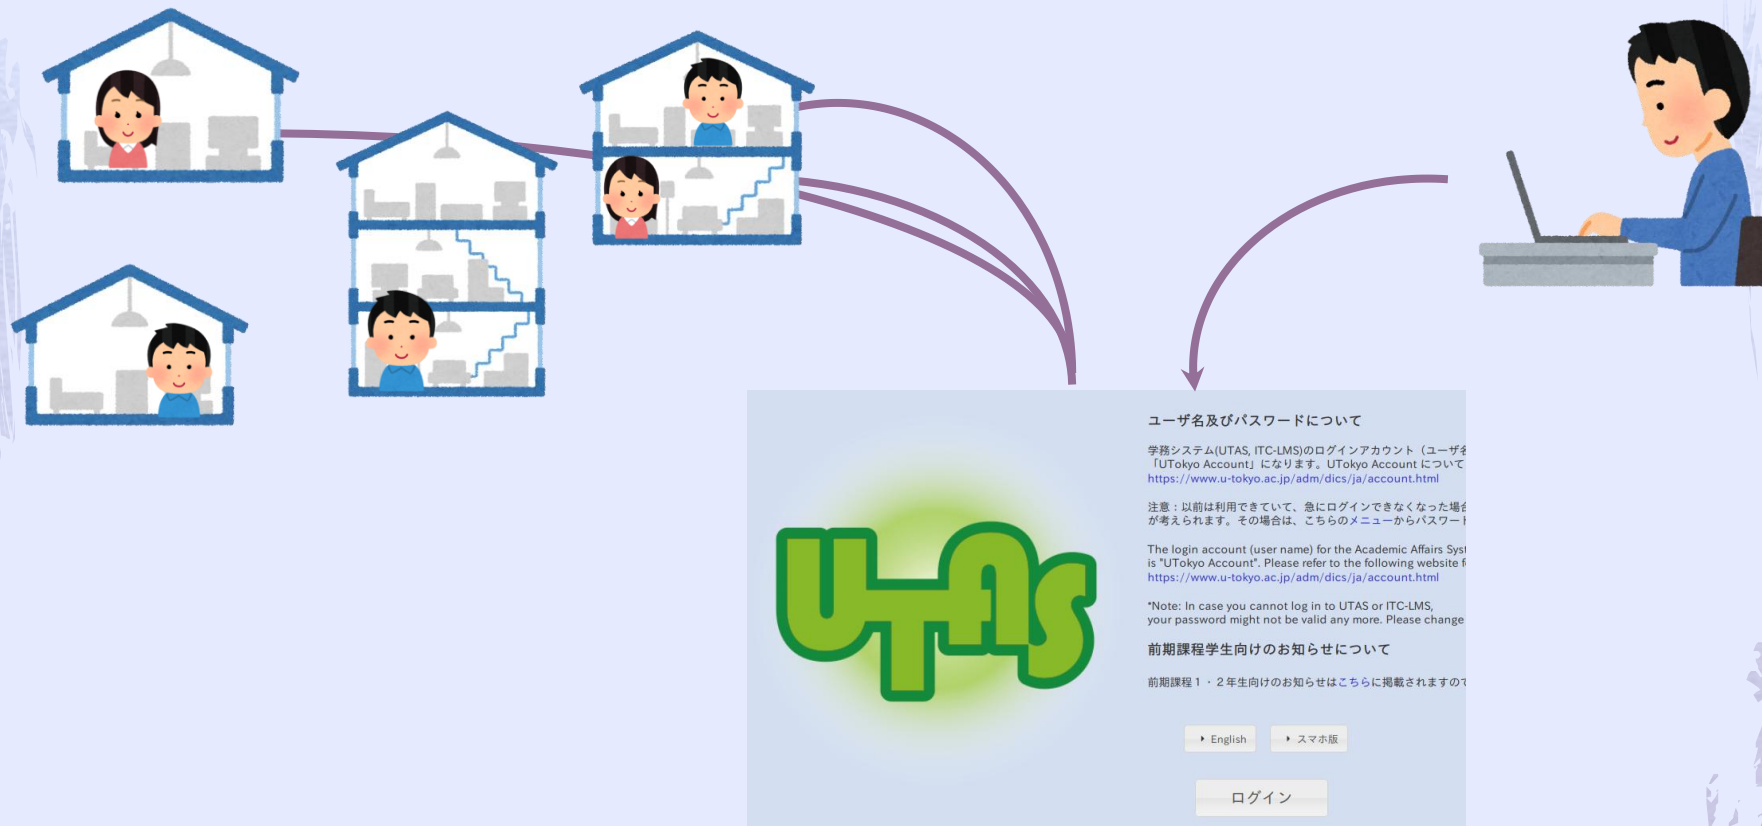 UTAS
ユーザ名及びパスワードについて
学務システム(UTAS, ITC-LMS)のログインアカウント（ユーザ名
「UTokyo Account」になります。UTokyo Account について
https://www.u-tokyo.ac.jp/adm/dics/ja/account.html
注意：以前は利用できていて、急にログインできなくなった場合
が考えられます。その場合は、こちらのメニューからパスワード
The login account (user name) for the Academic Affairs Syst
is "UTokyo Account". Please refer to the following website f
https://www.u-tokyo.ac.jp/adm/dics/ja/account.html
*Note: In case you cannot log in to UTAS or ITC-LMS,
your password might not be valid any more. Please change
前期課程学生向けのお知らせについて
前期課程１・２年生向けのお知らせはこちらに掲載されますので
English
スマホ版
ログイン